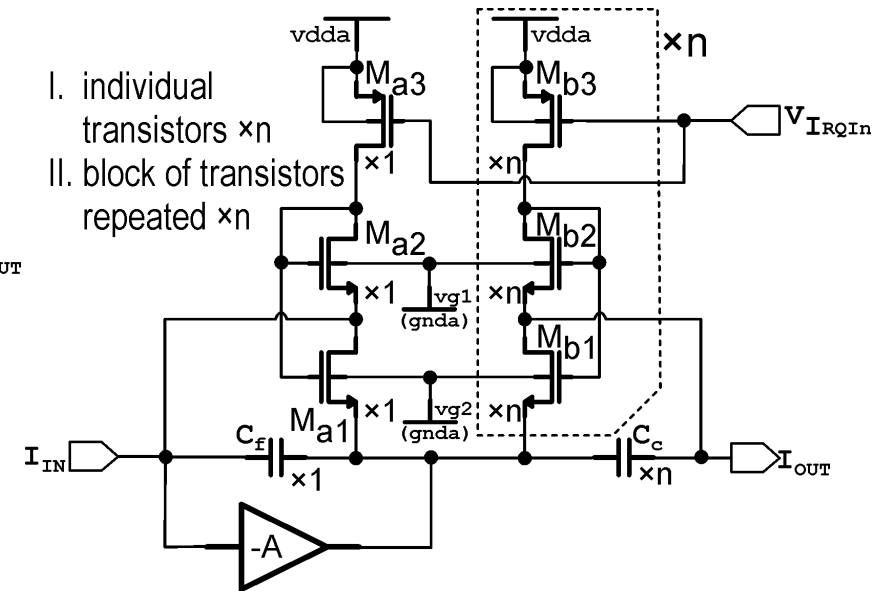 vdda
vdda
×n
I. individual
transistors ×n
II. block of transistors
repeated ×n
Ma3
Mb3
×1
×n
VIRQIn
UT
Ma2
Mb2
×1
×n
vg1
(gnda)
Ma1
Mb1
×1
×n
vg2
(gnda)
IIN
Cf
×1
Cc
×n
IOUT
-A